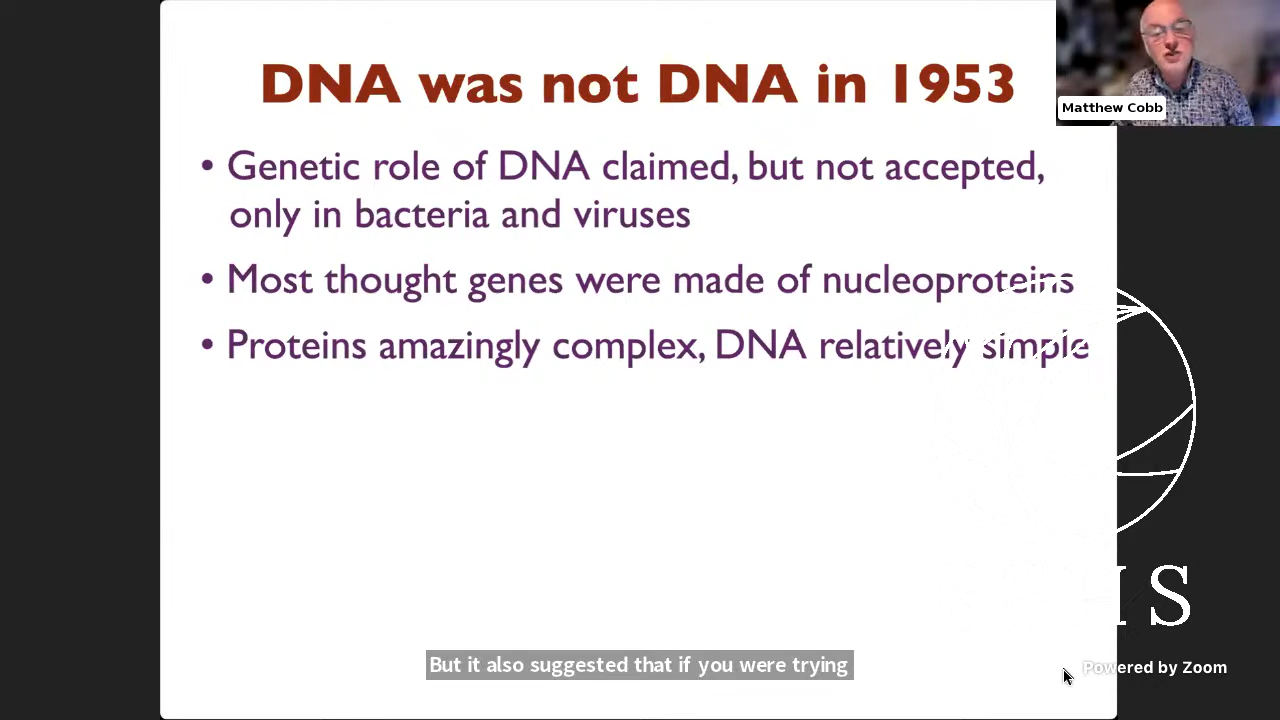 DNA was not DNA in 1953
Matthew Cobb
• Genetic role of DNA claimed, but not accepted,
only in bacteria and viruses
• Most thought genes were made of nucleoproteins
• Proteins amazingly complex, DNA relatively simple
S
But it also suggested that if you were trying
Powered by Zoom